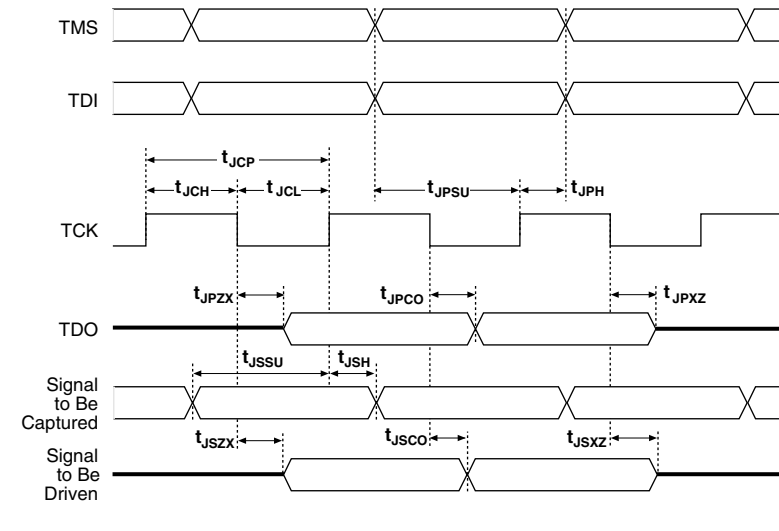 TMS
TDI
tJCP
tJCH
tJCL
tJPSU
tJPH
TCK
tJPZX
tJPCO
tJPXZ
TDO
tJSSU
tJSH
Signal
to Be
Captured
tJSZX
tJSCO
tJSXZ
Signal
to Be
Driven